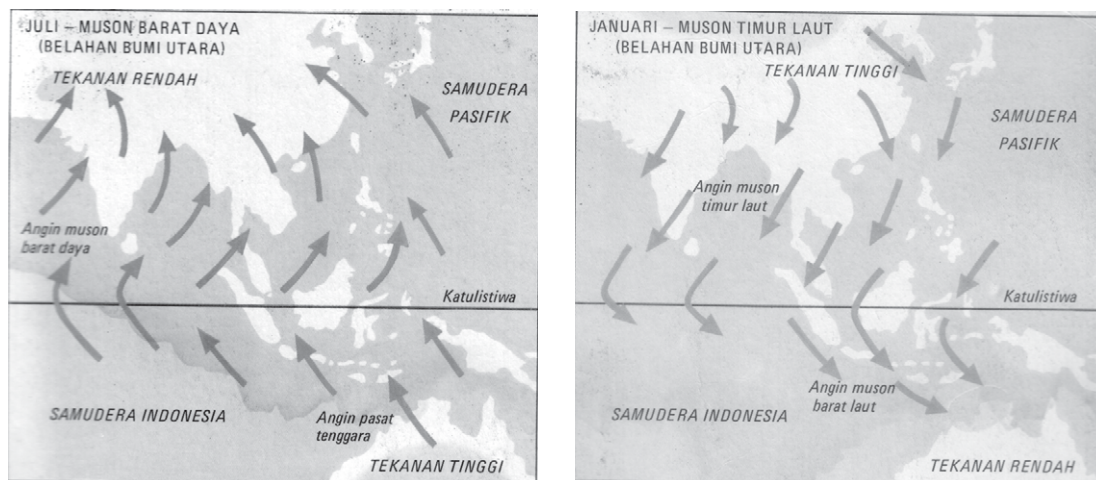 JULI – MUSON BARAT DAYA
(BELAHAN BUMI UTARA)
TEKANAN RENDAH
SAMUDERA
PASIFIK
Angin muson
barat daya
Katulistiwa
SAMUDERA INDONESIA
Angin pasat
tenggara
TEKANAN TINGGI
JANUARI – MUSON TIMUR LAUT
(BELAHAN BUMI UTARA)
TEKANAN TINGGI
SAMUDERA
PASIFIK
Angin muson
timur laut
Katulistiwa
Angin muson
barat laut
SAMUDERA INDONESIA
TEKANAN RENDAH